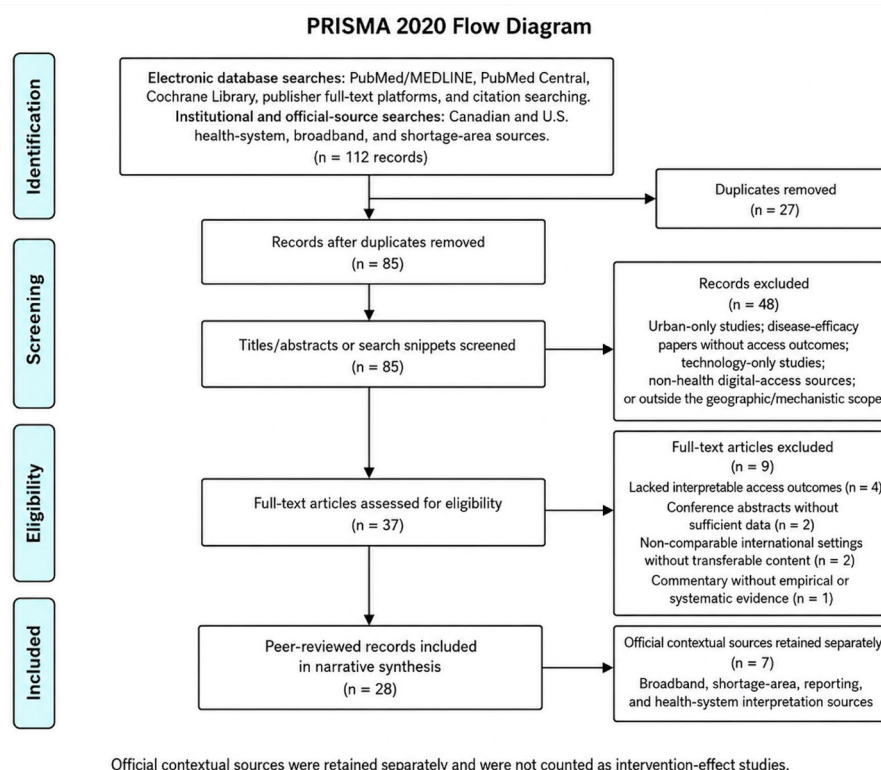 PRISMA 2020 Flow Diagram
Identification
Electronic database searches: PubMed/MEDLINE, PubMed Central,
Cochrane Library, publisher full-text platforms, and citation searching.
Institutional and official-source searches: Canadian and U.S.
health-system, broadband, and shortage-area sources.
(n = 112 records)
Duplicates removed
(n = 27)
Screening
Records after duplicates removed
(n = 85)
Titles/abstracts or search snippets screened
(n = 85)
Records excluded
(n = 48)
Urban-only studies; disease-efficacy
papers without access outcomes;
technology-only studies;
non-health digital-access sources;
or outside the geographic/mechanistic scope
Eligibility
Full-text articles assessed for eligibility
(n = 37)
Full-text articles excluded
(n = 9)
Lacked interpretable access outcomes (n = 4)
Conference abstracts without
sufficient data (n = 2)
Non-comparable international settings
without transferable content (n = 2)
Commentary without empirical or
systematic evidence (n = 1)
Included
Peer-reviewed records included
in narrative synthesis
(n = 28)
Official contextual sources retained separately
(n = 7)
Broadband, shortage-area, reporting,
and health-system interpretation sources
Official contextual sources were retained separately and were not counted as intervention-effect studies.